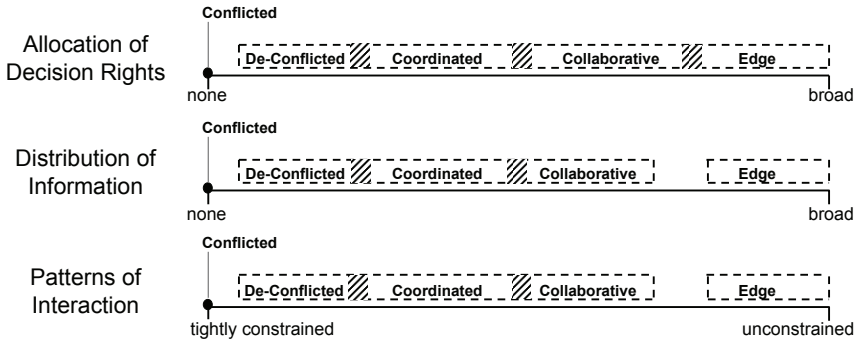 Conflicted
Allocation of
Decision Rights
De-Conflicted Coordinated Collaborative Edge
none broad
Conflicted
Distribution of
Information
De-Conflicted Coordinated Collaborative Edge
none broad
Conflicted
Patterns of
Interaction
De-Conflicted Coordinated Collaborative Edge
tightly constrained unconstrained